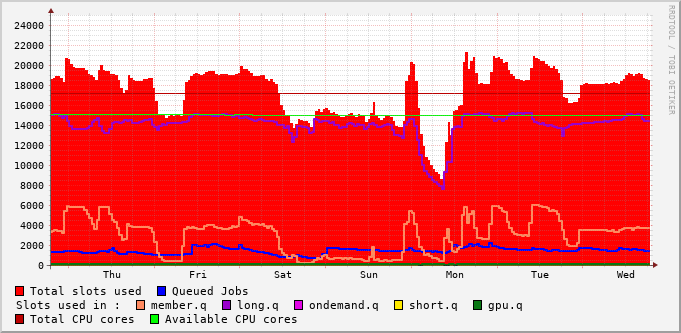 RRDTOOL / TOBI OETIKER
24000
22000
20000
18000
16000
14000
12000
10000
8000
6000
4000
2000
0
Thu Fri Sat Sun Mon Tue Wed
Total slots used Queued Jobs
Slots used in : member.q long.q ondemand.q short.q gpu.q
Total CPU cores Available CPU cores